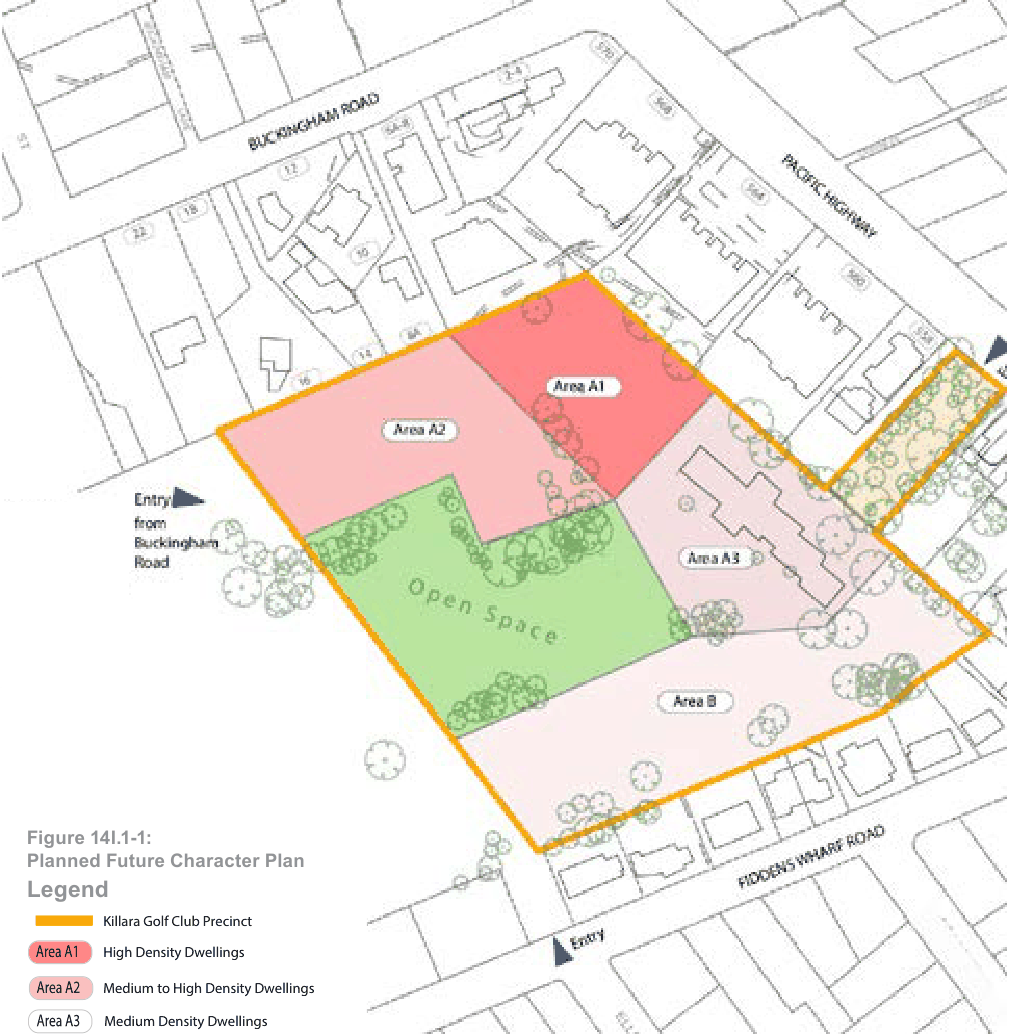 BUCKINGHAM ROAD
PACIFIC HIGHWAY
570
2-4
568
6A-8
12
564
18
22
10
560
558
6A
14
16
Area A1
Area A2
Entry
from
Buckingham
Road
Area A3
Open Space
Area B
FIDDENS WHARF ROAD
Entry
Figure 14I.1-1:
Planned Future Character Plan
Legend
Killara Golf Club Precinct
Area A1 High Density Dwellings
Area A2 Medium to High Density Dwellings
Area A3 Medium Density Dwellings